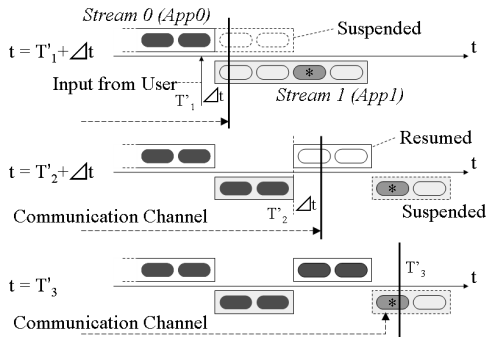 Stream 0 (App0)
Suspended
t = T'₁+⊿t
t
Input from User
T'₁
⊿t
*
Stream 1 (App1)
Resumed
t = T'₂+⊿t
t
T'₂
⊿t
*
Communication Channel
Suspended
T'₃
t = T'₃
t
*
Communication Channel